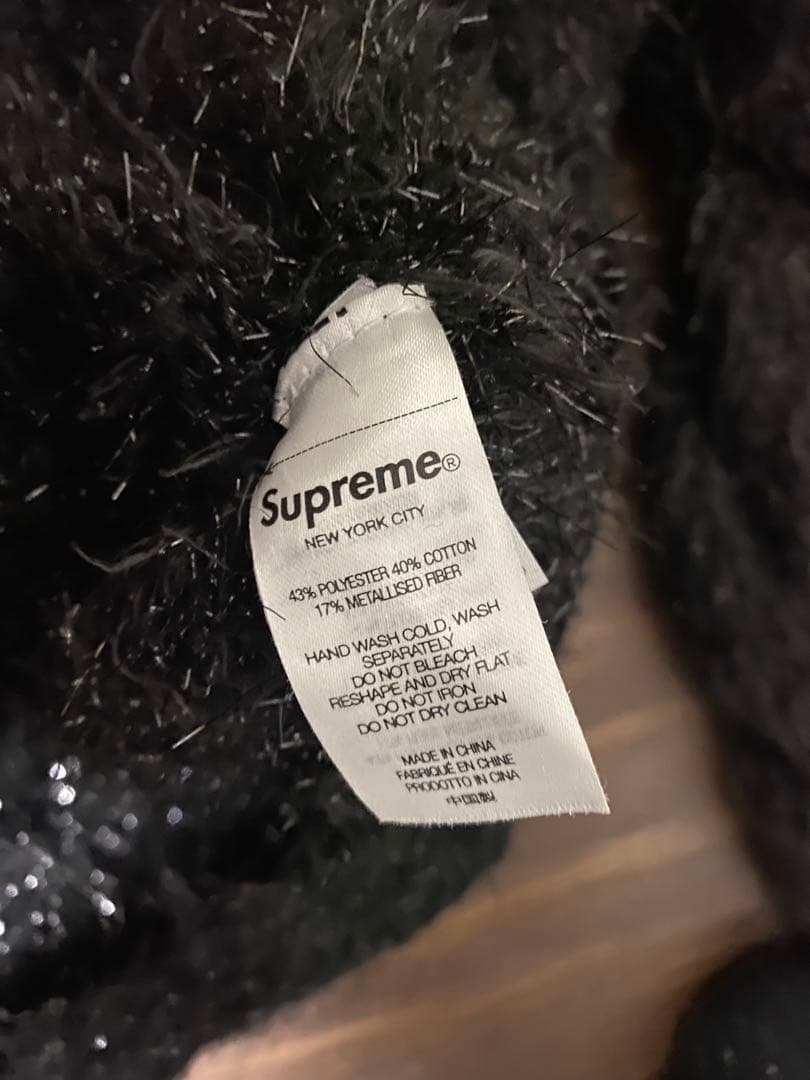 Supreme®
NEW YORK CITY
43% POLYESTER 40% COTTON
17% METALLISED FIBER
HAND WASH COLD, WASH
SEPARATELY
DO NOT BLEACH
RESHAPE AND DRY FLAT
DO NOT IRON
DO NOT DRY CLEAN
MADE IN CHINA
FABRIQUÉ EN CHINE
PRODOTTO IN CINA
中国製